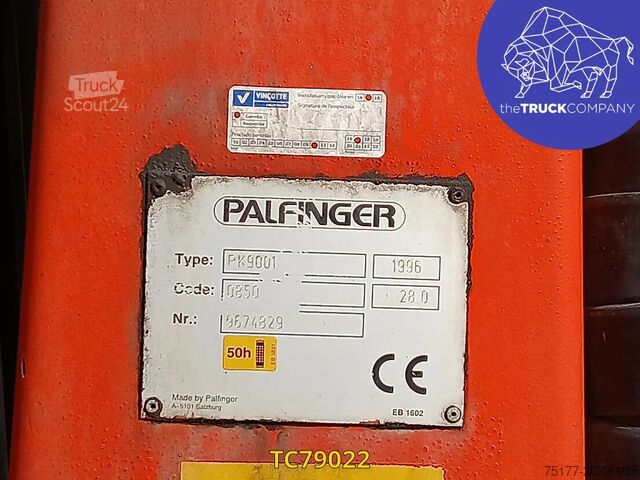 Truck
Scout24
theTRUCKCOMPANY
VINÇOTTE
PALFINGER
Type: PK9001 1996
Code: 0850 28.0
Nr.: 9674829
50h
CE
Made by Palfinger
A-5101 Salzburg
EB 1602
TC79022